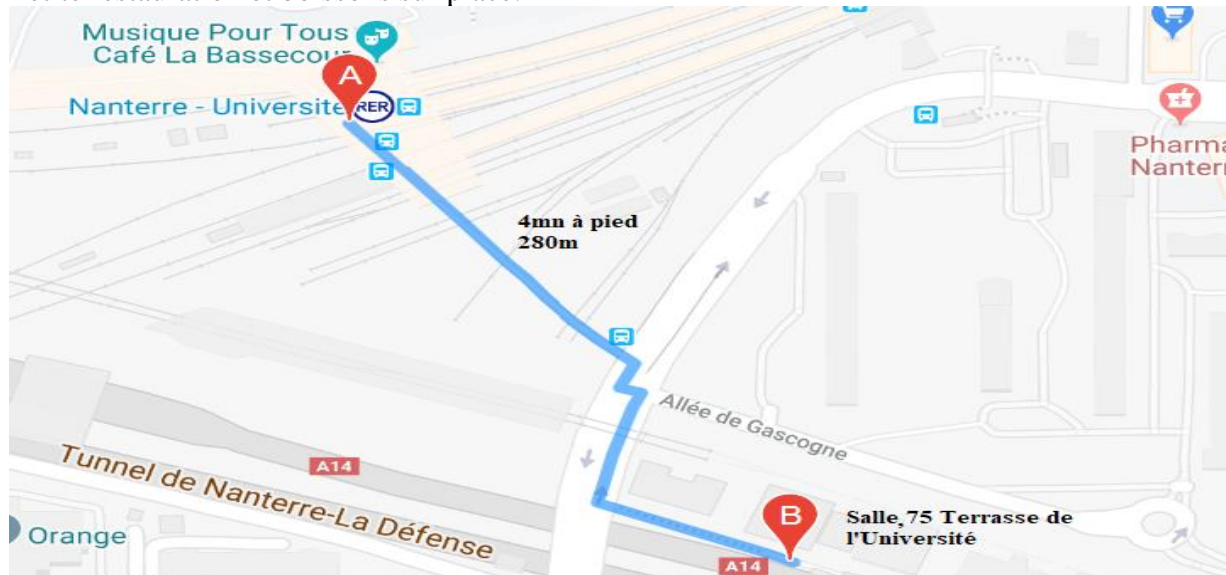 Musique Pour Tous
Café La Bassecour
A
Nanterre - Université RER
Pharma
Nanterr
4mn à pied
280m
Allée de Gascogne
A14
Tunnel de Nanterre-La Défense
B
Salle,75 Terrasse de
l'Université
Orange
A14